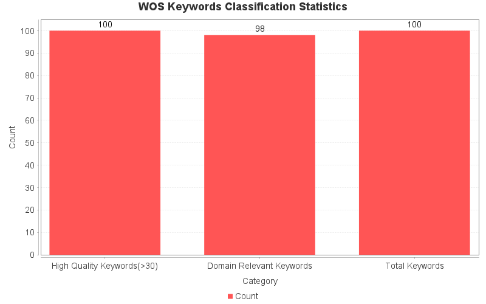 WOS Keywords Classification Statistics
100
98
100
100
90
80
70
60
50
40
30
20
10
0
Count
High Quality Keywords(>30)
Domain Relevant Keywords
Total Keywords
Category
Count